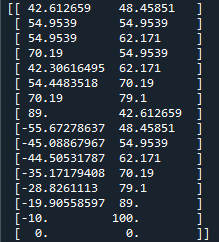 [[ 42.612659 48.45851 ]
[ 54.9539 54.9539 ]
[ 54.9539 62.171 ]
[ 70.19 54.9539 ]
[ 42.30616495 62.171 ]
[ 54.4483518 70.19 ]
[ 70.19 79.1 ]
[ 89. 42.612659 ]
[-55.67278637 48.45851 ]
[-45.08867967 54.9539 ]
[-44.50531787 62.171 ]
[-35.17179408 70.19 ]
[-28.8261113 79.1 ]
[-19.90558597 89. ]
[-10. 100. ]
[ 0. 0. ]]